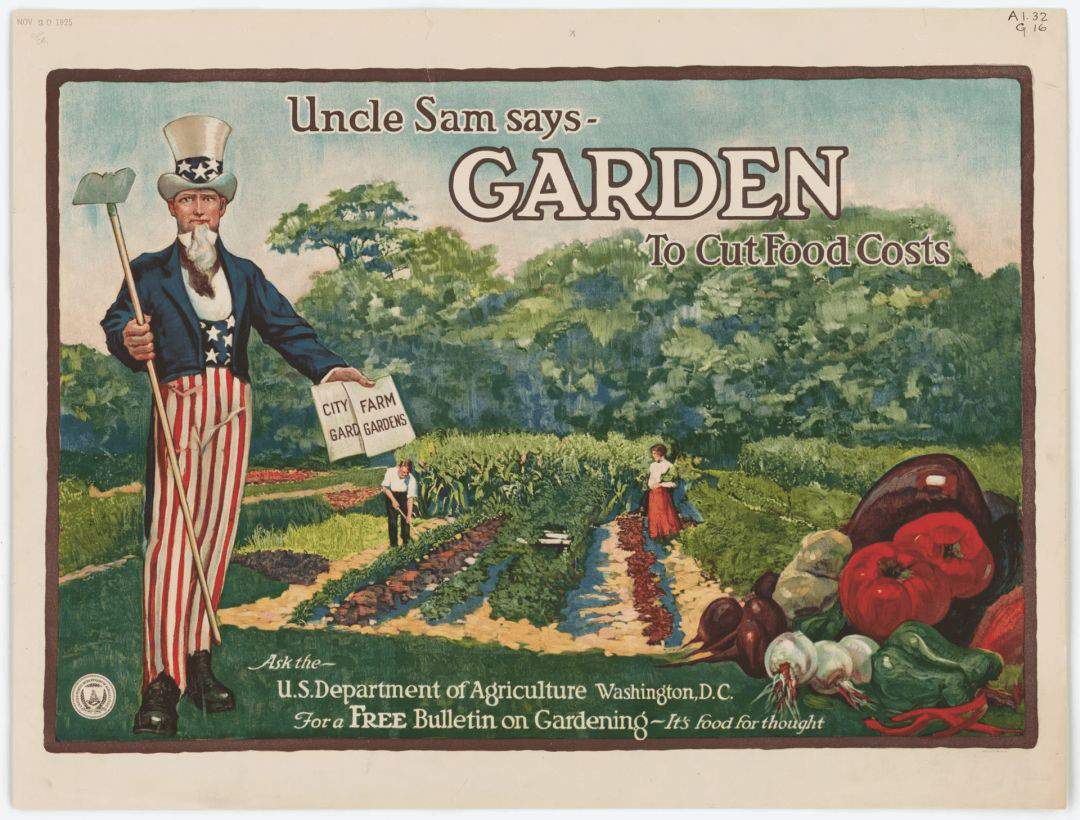 NOV 20 1925
A1.32
G 16
Uncle Sam says-
GARDEN
To Cut Food Costs
CITY FARM
GARD GARDENS
Ask the—
U.S. Department of Agriculture Washington, D.C.
For a FREE Bulletin on Gardening—It's food for thought